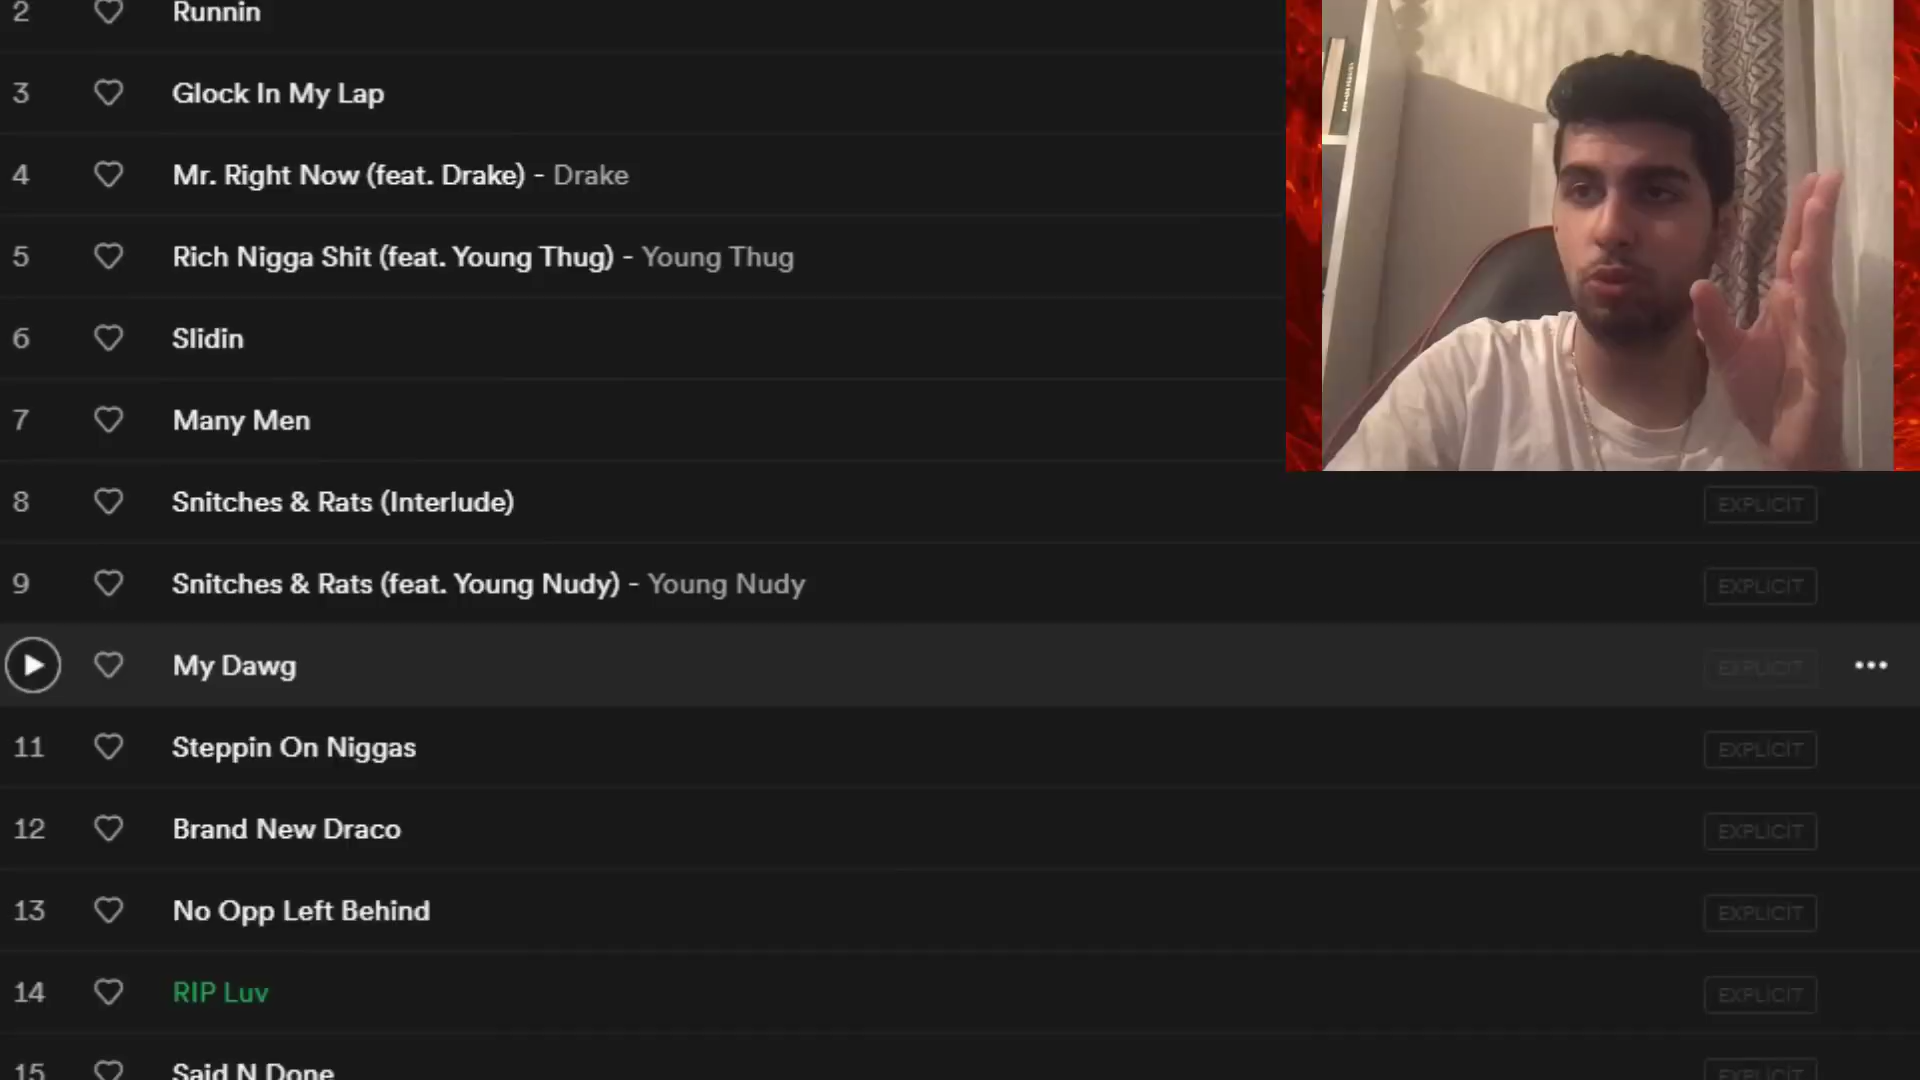 2 Runnin
3 Glock In My Lap
4 Mr. Right Now (feat. Drake) - Drake
5 Rich Nigga Shit (feat. Young Thug) - Young Thug
6 Slidin
7 Many Men
8 Snitches & Rats (Interlude) EXPLICIT
9 Snitches & Rats (feat. Young Nudy) - Young Nudy EXPLICIT
My Dawg EXPLICIT
11 Steppin On Niggas EXPLICIT
12 Brand New Draco EXPLICIT
13 No Opp Left Behind EXPLICIT
14 RIP Luv EXPLICIT
15 Said N Done EXPLICIT